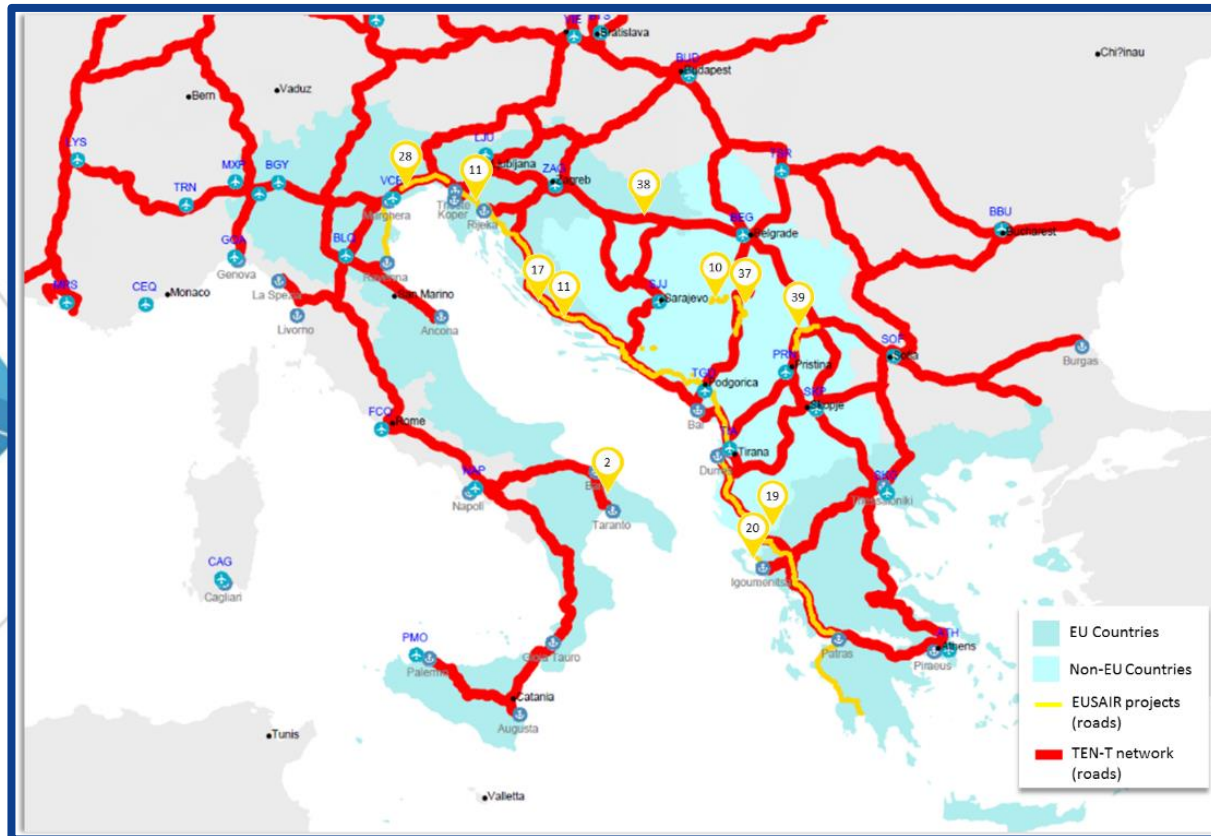 Bratislava
Chi?inau
BUD
Budapest
Vaduz
Bern
LYS
LJU
Ljubljana
MXP
BGY
28
11
ZAG
Zagreb
TRN
VCE
38
Marghera
Trieste
Koper
Rijeka
BEG
Belgrade
BBU
Bucharest
GOA
Genova
BLQ
Ravenna
17
11
10
37
MRS
CEQ
Monaco
La Spezia
San Marino
SJJ
Sarajevo
39
Livorno
Ancona
SOF
Sofia
Burgas
PRN
Pristina
TGD
Podgorica
SKP
Skopje
Bar
FCO
Rome
TIA
Tirana
Durres
2
Bari
NAP
Napoli
Taranto
SKG
Thessaloniki
19
20
Igoumenitsa
CAG
Cagliari
PMO
Palermo
Gioia Tauro
Patras
ATH
Athens
Piraeus
Catania
Augusta
Tunis
Valletta
EU Countries
Non-EU Countries
EUSAIR projects
(roads)
TEN-T network
(roads)